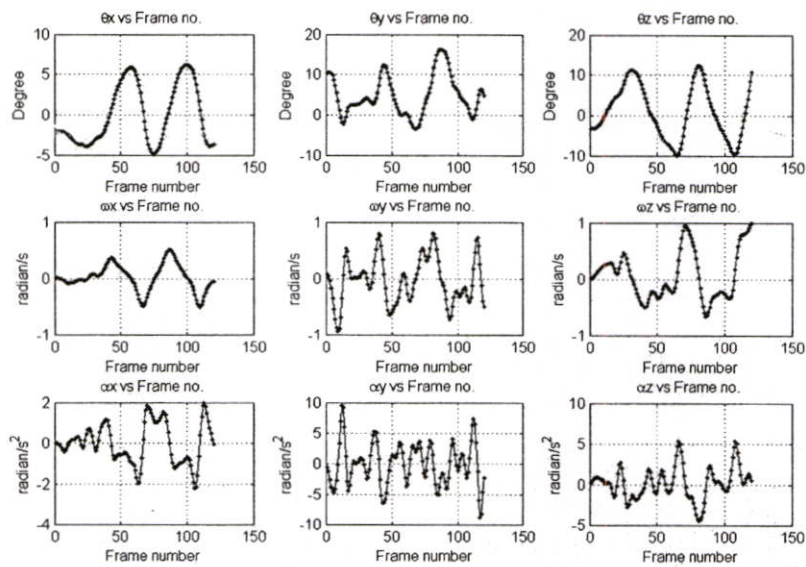 θx vs Frame no. θy vs Frame no. θz vs Frame no.
10 20 20
5 10 10
0 0 0
-5 -10 -10
Degree Degree Degree
0 50 100 150 0 50 100 150 0 50 100 150
Frame number Frame number Frame number
ωx vs Frame no. ωy vs Frame no. ωz vs Frame no.
1 1 1
0 0 0
-1 -1 -1
radian/s radian/s radian/s
0 50 100 150 0 50 100 150 0 50 100 150
Frame number Frame number Frame number
αx vs Frame no. αy vs Frame no. αz vs Frame no.
2 10 10
0 5 5
-2 0 0
-4 -5 -5
-10
radian/s² radian/s² radian/s²
0 50 100 150 0 50 100 150 0 50 100 150
Frame number Frame number Frame number